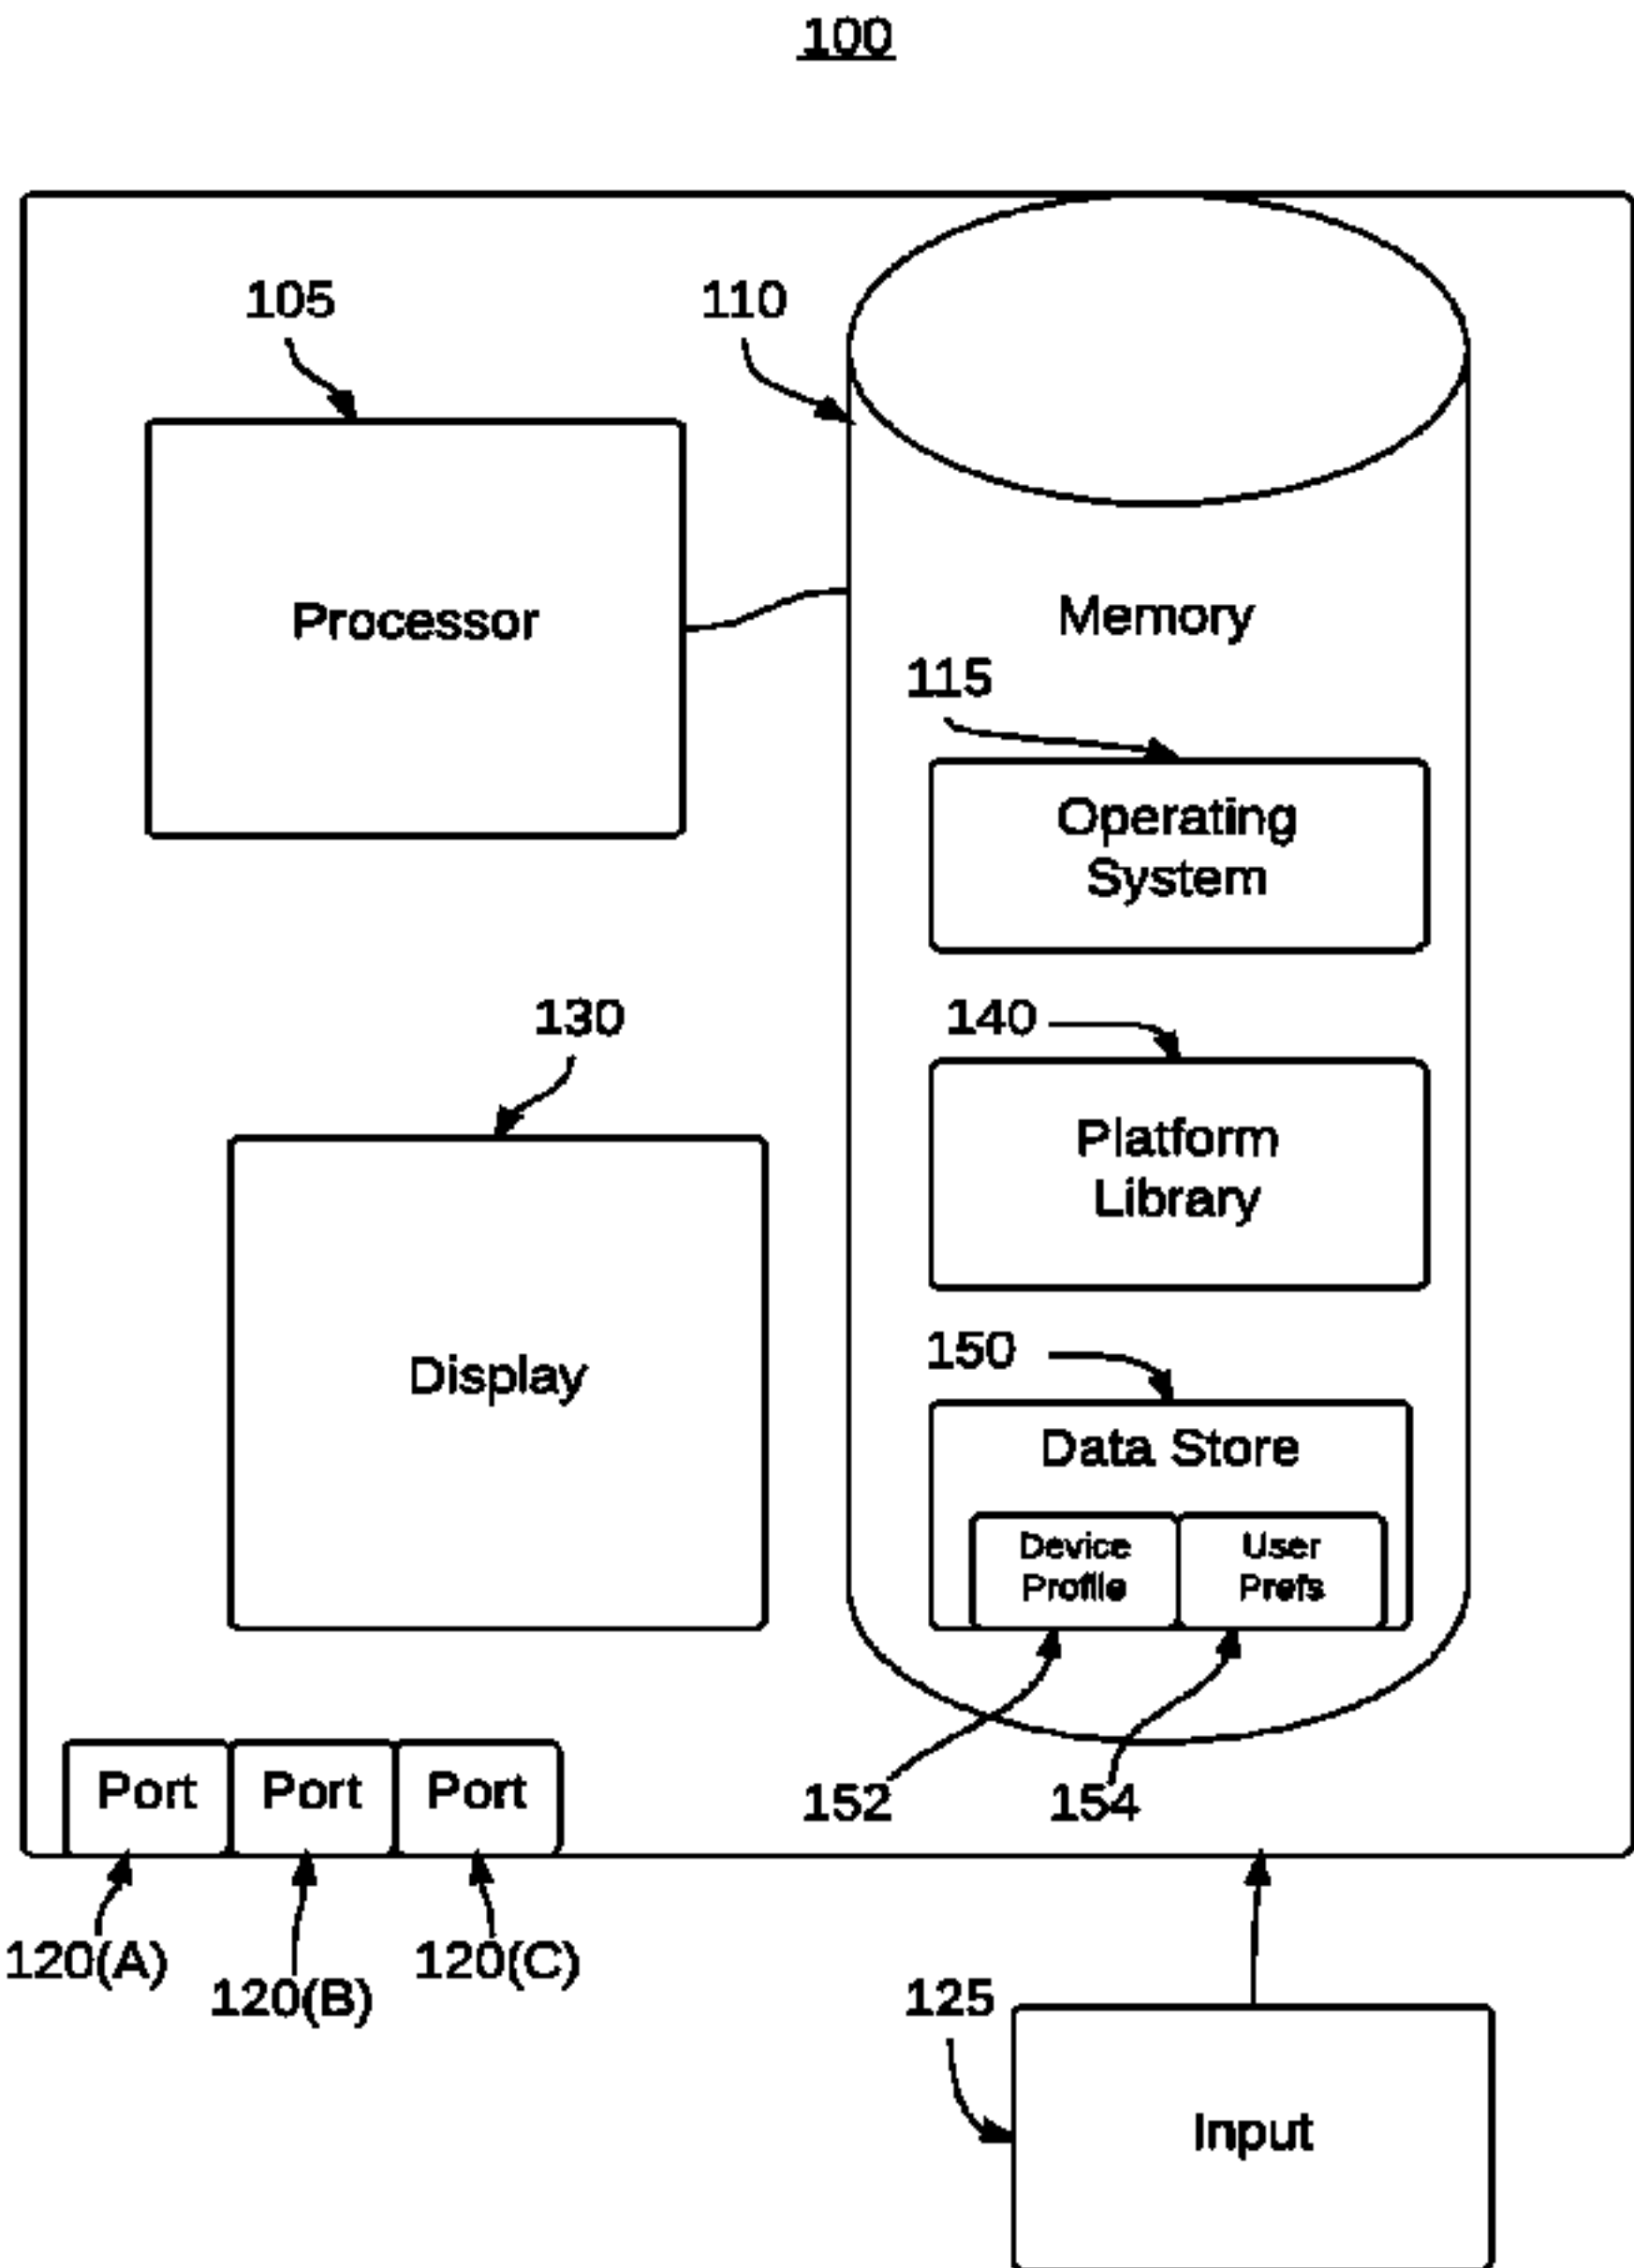 100
105
110
Processor
Memory
115
Operating
System
130
140
Platform
Library
Display
150
Data Store
Device
Profile
User
Prefs
Port
Port
Port
152
154
120(A)
120(B)
120(C)
125
Input